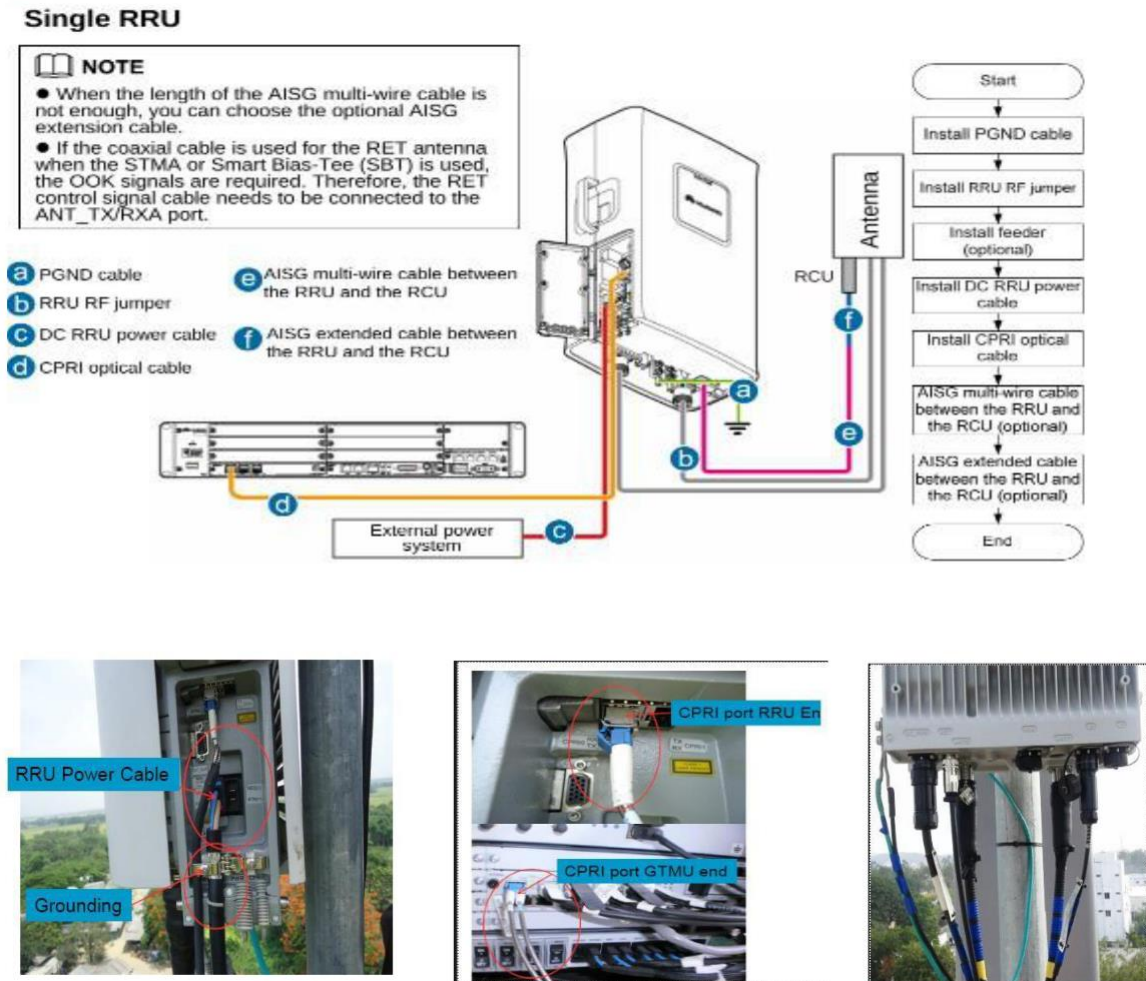 Single RRU
NOTE
● When the length of the AISG multi-wire cable is
not enough, you can choose the optional AISG
extension cable.
● If the coaxial cable is used for the RET antenna
when the STMA or Smart Bias-Tee (SBT) is used,
the OOK signals are required. Therefore, the RET
control signal cable needs to be connected to the
ANT_TX/RXA port.
a PGND cable
b RRU RF jumper
c DC RRU power cable
d CPRI optical cable
e AISG multi-wire cable between
the RRU and the RCU
f AISG extended cable between
the RRU and the RCU
Antenna
RCU
f
a
e
b
d
c
External power
system
Start
Install PGND cable
Install RRU RF jumper
Install feeder
(optional)
Install DC RRU power
cable
Install CPRI optical
cable
AISG multi-wire cable
between the RRU and
the RCU (optional)
AISG extended cable
between the RRU and
the RCU (optional)
End
RRU Power Cable
Grounding
CPRI port RRU En
CPRI port GTMU end